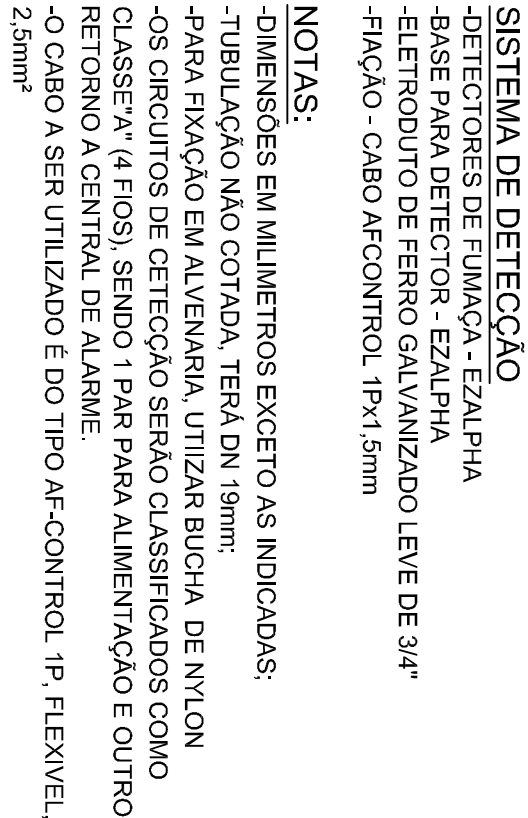 SISTEMA DE DETECÇÃO
-DETECTORES DE FUMAÇA - EZALPHA
-BASE PARA DETECTOR - EZALPHA
-ELETRODUTO DE FERRO GALVANIZADO LEVE DE 3/4"
-FIAÇÃO - CABO AFCONTROL 1Px1,5mm
NOTAS:
-DIMENSÕES EM MILIMETROS EXCETO AS INDICADAS;
-TUBULAÇÃO NÃO COTADA, TERÁ DN 19mm;
-PARA FIXAÇÃO EM ALVENARIA, UTIIZAR BUCHA DE NYLON
-OS CIRCUITOS DE CETECÇÃO SERÃO CLASSIFICADOS COMO
CLASSE"A" (4 FIOS), SENDO 1 PAR PARA ALIMENTAÇÃO E OUTRO
RETORNO A CENTRAL DE ALARME.
-O CABO A SER UTILIZADO É DO TIPO AF-CONTROL 1P, FLEXIVEL,
2,5mm²